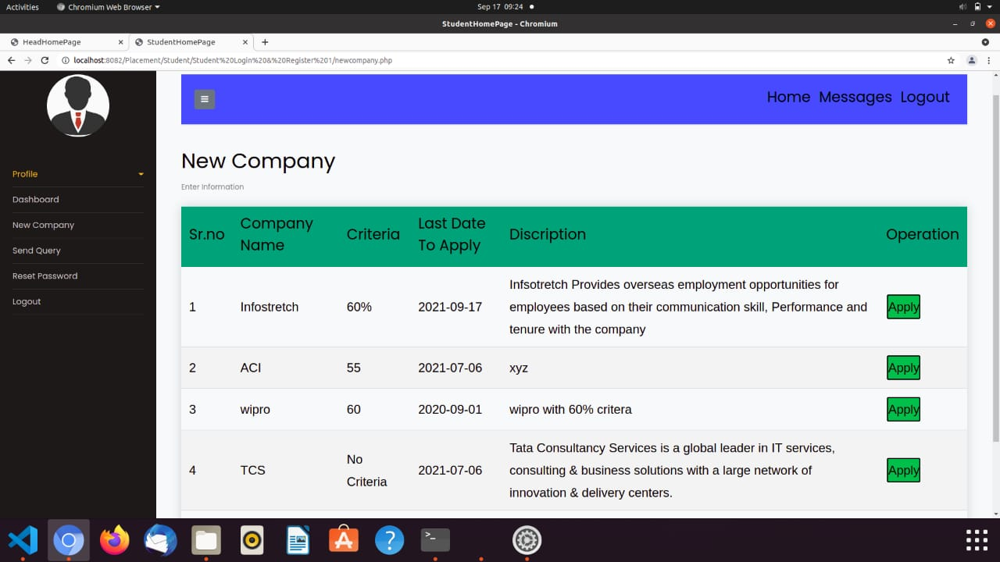 Activities
Chromium Web Browser
Sep 17 09:24
StudentHomePage - Chromium
HeadHomePage
StudentHomePage
localhost:8082/Placement/Student/Student%20Login%20&%20Register%201/newcompany.php
Home Messages Logout
Profile
Dashboard
New Company
Send Query
Reset Password
Logout
New Company
Enter Information
Sr.no
Company
Name
Criteria
Last Date
To Apply
Discription
Operation
1
Infostretch
60%
2021-09-17
Infsotretch Provides overseas employment opportunities for
employees based on their communication skill, Performance and
tenure with the company
Apply
2
ACI
55
2021-07-06
xyz
Apply
3
wipro
60
2020-09-01
wipro with 60% critera
Apply
4
TCS
No
Criteria
2021-07-06
Tata Consultancy Services is a global leader in IT services,
consulting & business solutions with a large network of
innovation & delivery centers.
Apply